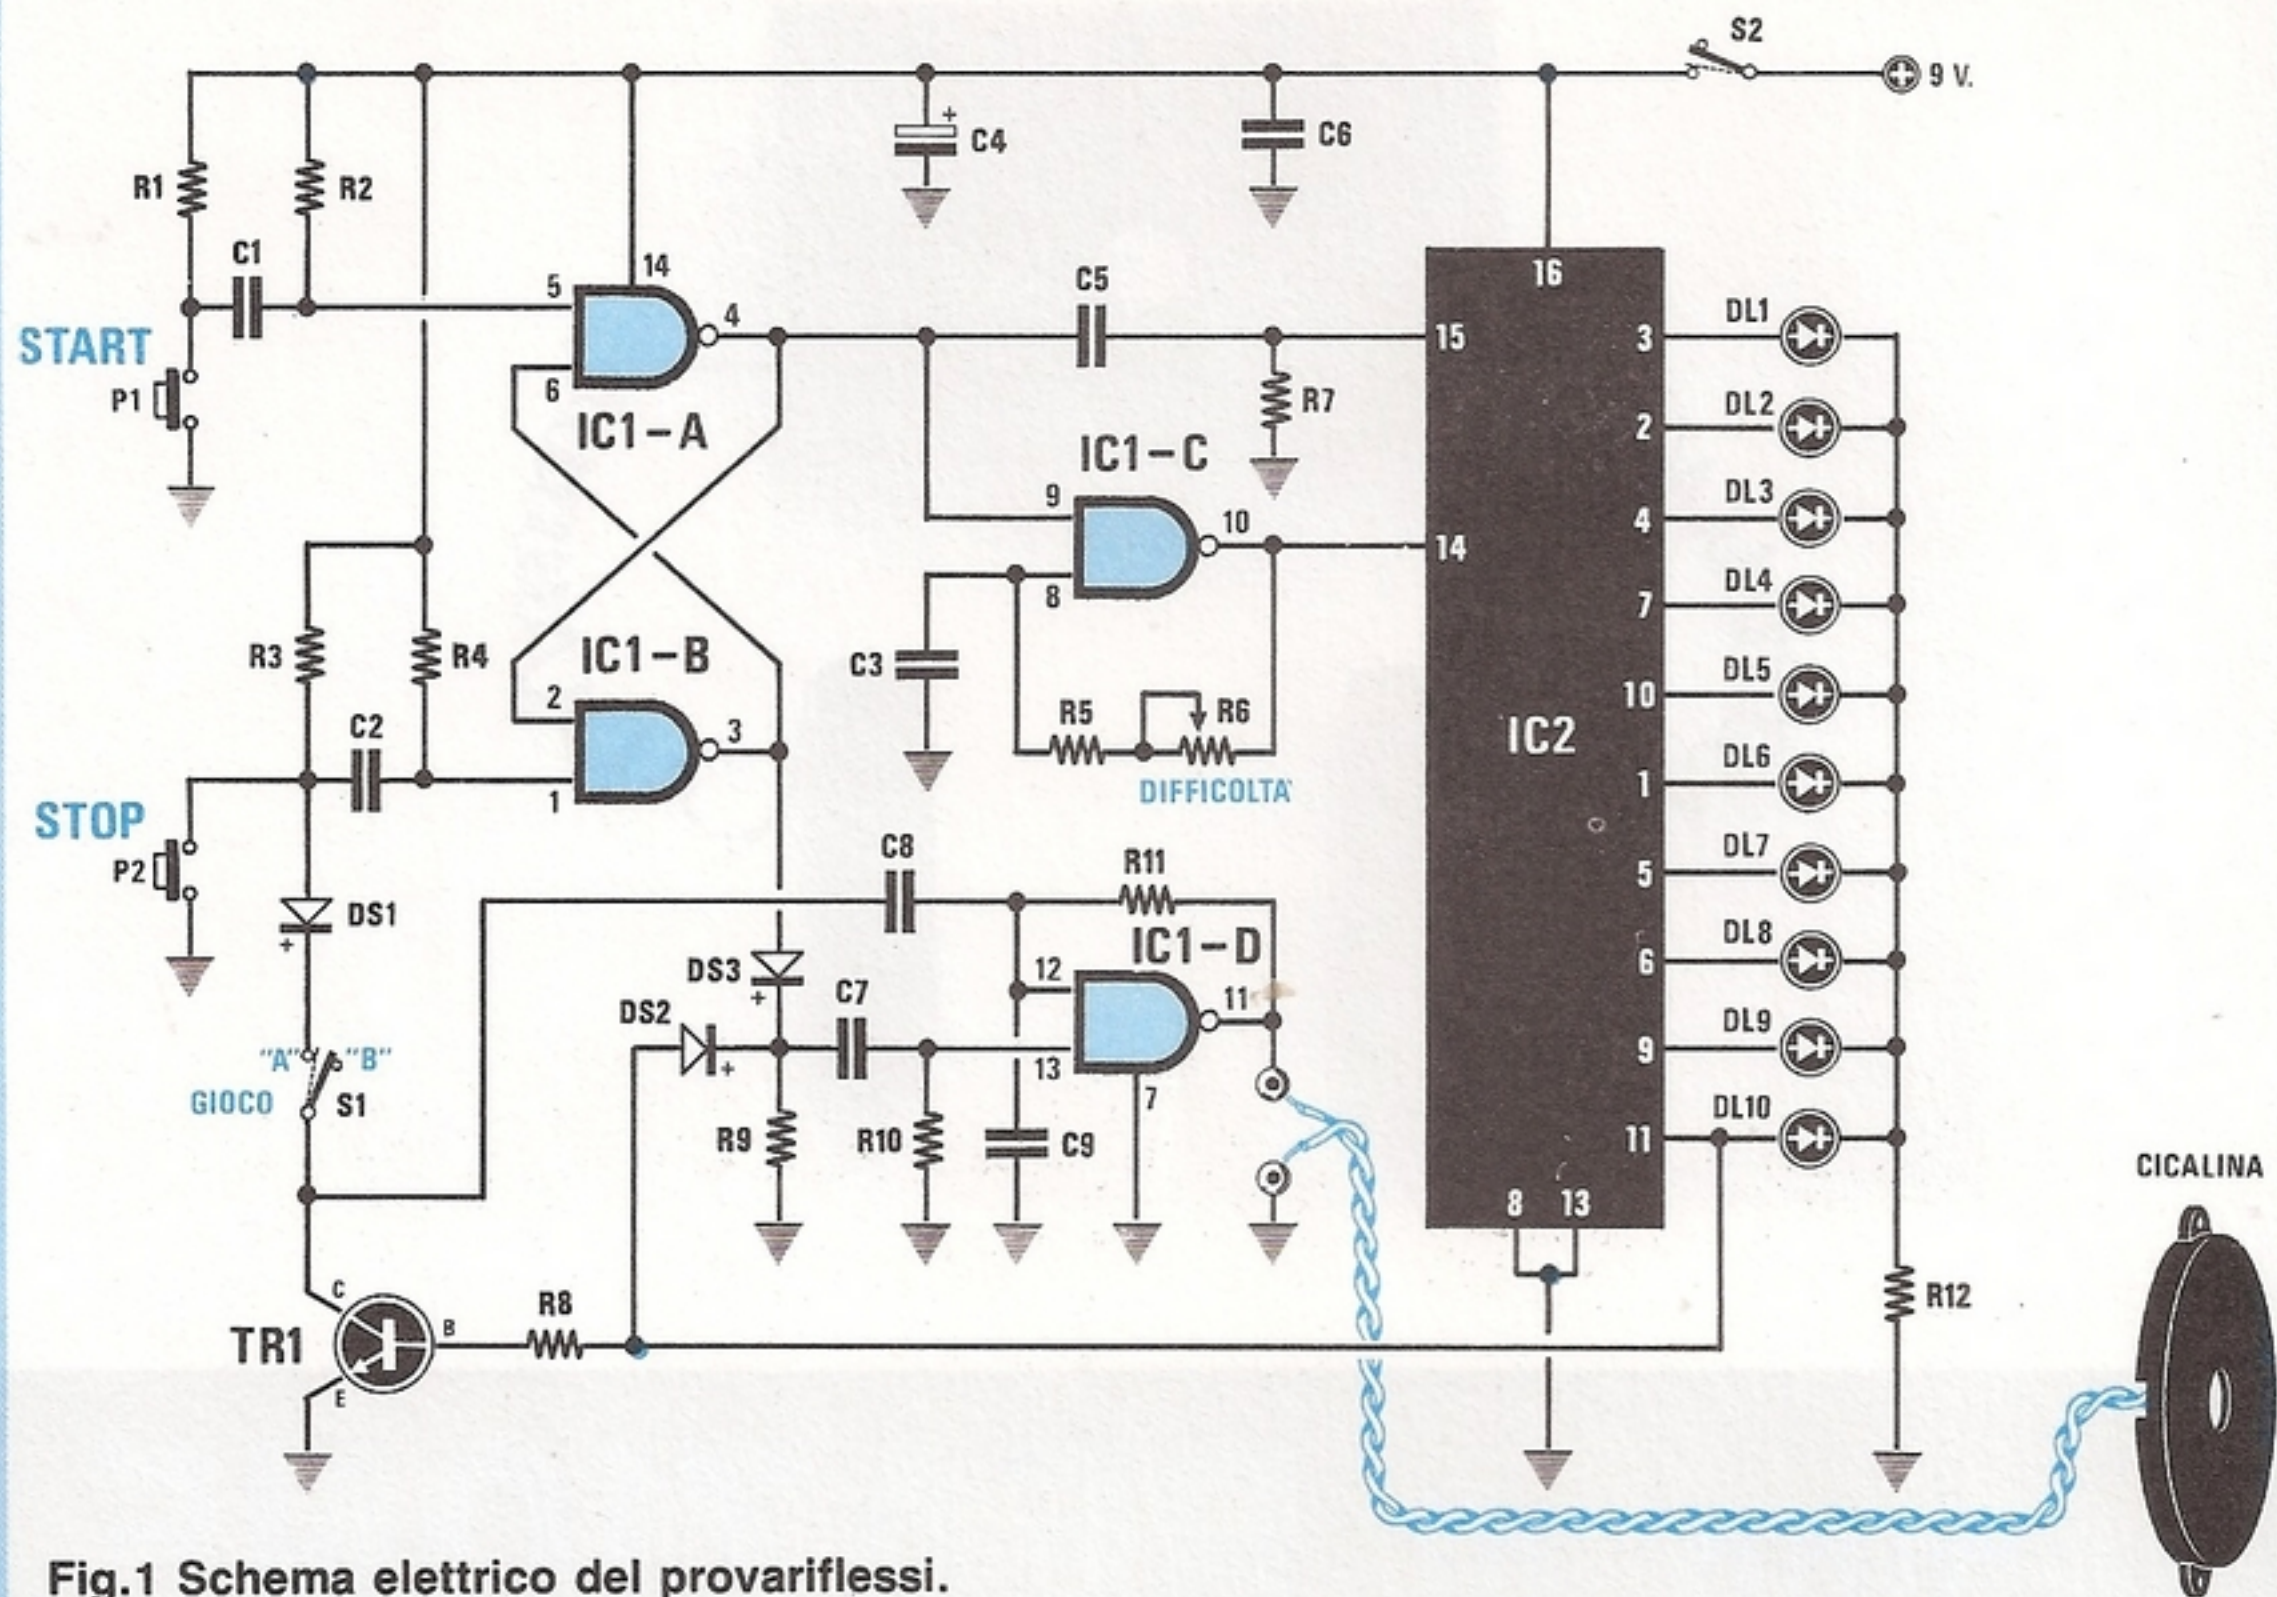 S2
9 V.
+
C4
C6
R1
R2
C1
5
14
4
C5
16
START
P1
6
IC1-A
15
R7
3
DL1
2
DL2
IC1-C
9
10
14
8
4
DL3
7
DL4
R3
R4
IC1-B
C3
2
3
R5
R6
DIFFICOLTA'
IC2
10
DL5
1
DL6
C2
1
STOP
P2
C8
R11
5
DL7
DS1
+
IC1-D
6
DL8
DS3
+
12
11
DS2
+
C7
13
7
9
DL9
"A"
"B"
GIOCO
S1
R9
R10
C9
11
DL10
8
13
CICALINA
C
R8
R12
TR1
B
E
Fig.1 Schema elettrico del provariflessi.